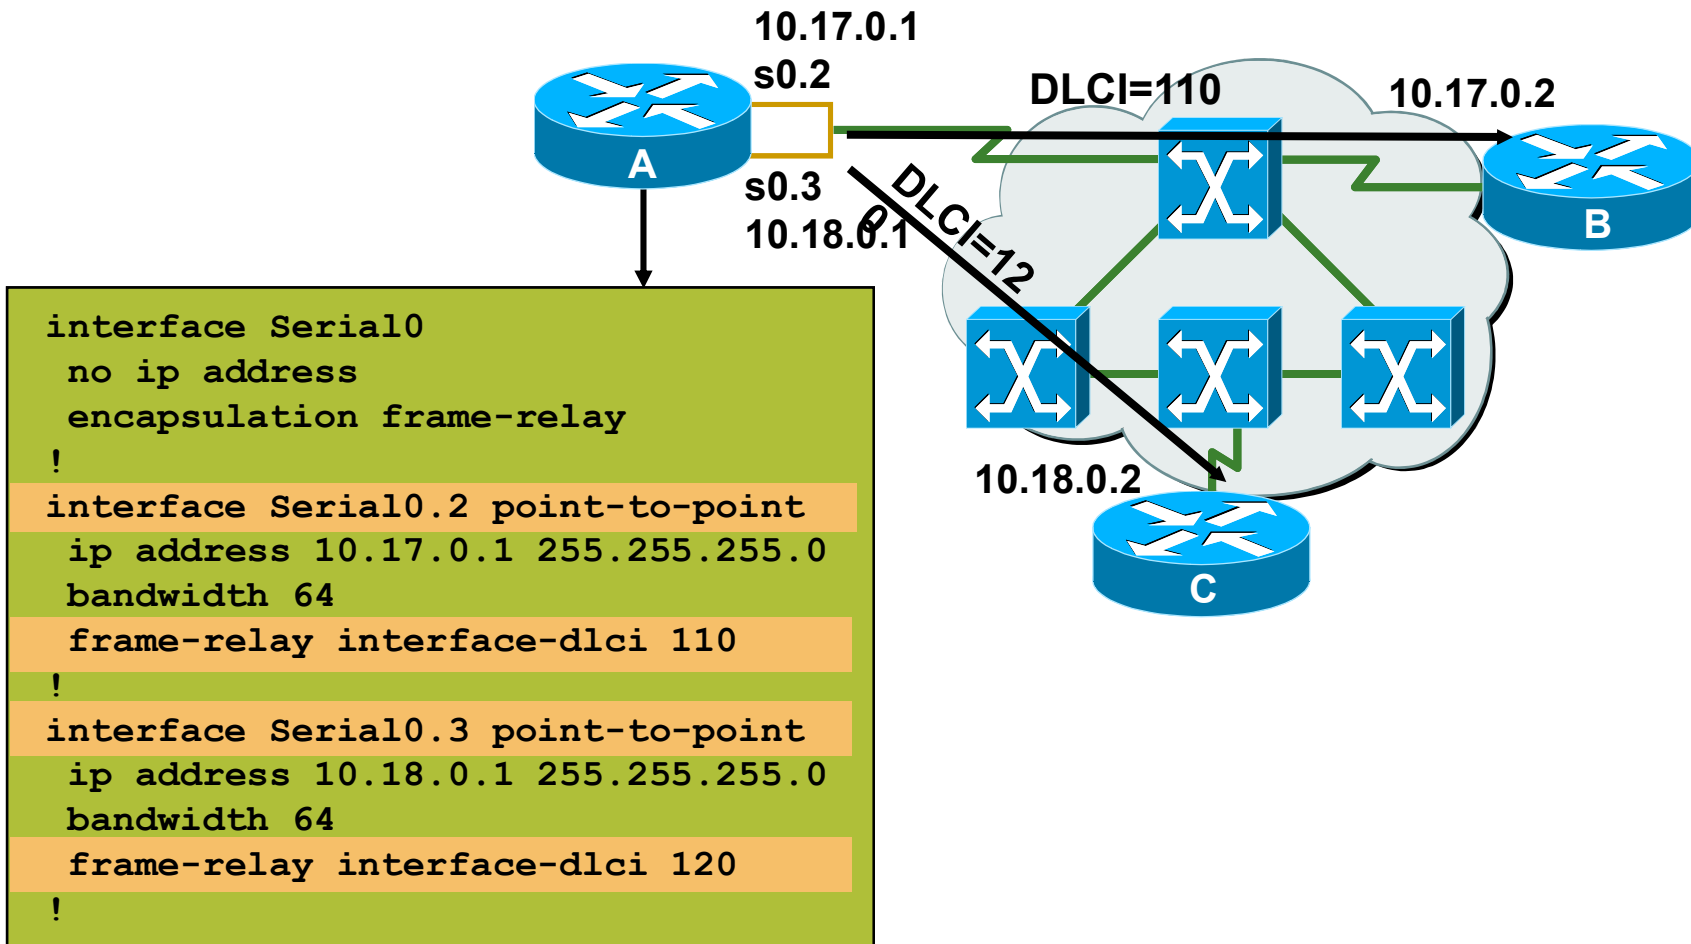 10.17.0.1
s0.2
DLCI=110
10.17.0.2
A
s0.3
10.18.0.1
DLCI=12
0
B
interface Serial0
no ip address
encapsulation frame-relay
!
interface Serial0.2 point-to-point
ip address 10.17.0.1 255.255.255.0
bandwidth 64
frame-relay interface-dlci 110
!
interface Serial0.3 point-to-point
ip address 10.18.0.1 255.255.255.0
bandwidth 64
frame-relay interface-dlci 120
!
10.18.0.2
C